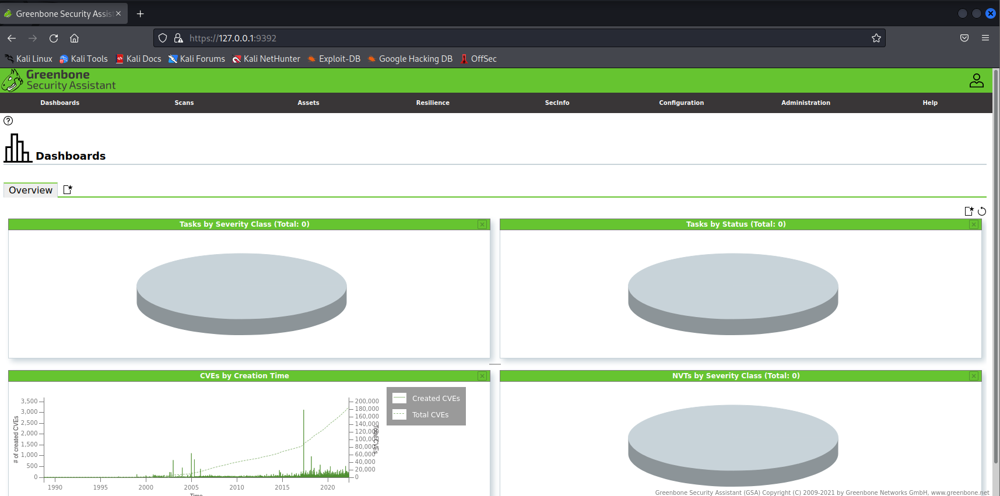 Greenbone Security Assis
https://127.0.0.1:9392
Kali Linux Kali Tools Kali Docs Kali Forums Kali NetHunter Exploit-DB Google Hacking DB OffSec
Greenbone
Security Assistant
Dashboards Scans Assets Resilience SecInfo Configuration Administration Help
Dashboards
Overview
Tasks by Severity Class (Total: 0)
Tasks by Status (Total: 0)
CVEs by Creation Time
# of created CVEs
3,500
3,000
2,500
2,000
1,500
1,000
500
0
1990 1995 2000 2005 2010 2015 2020
Time
200,000
180,000
160,000
140,000
120,000
100,000
80,000
60,000
40,000
20,000
0
Total CVEs
Created CVEs
Total CVEs
NVTs by Severity Class (Total: 0)
Greenbone Security Assistant (GSA) Copyright (C) 2009-2021 by Greenbone Networks GmbH, www.greenbone.net